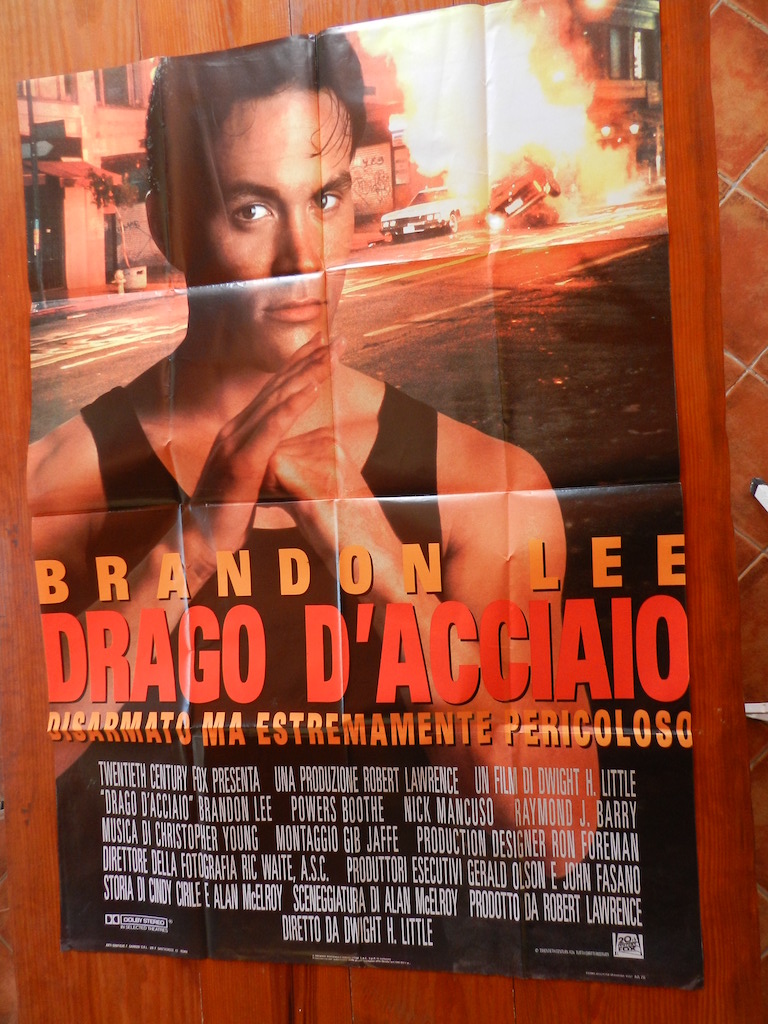 BRANDON LEE
DRAGO D'ACCIAIO
DISARMATO MA ESTREMAMENTE PERICOLOSO
TWENTIETH CENTURY FOX PRESENTA UNA PRODUZIONE ROBERT LAWRENCE UN FILM DI DWIGHT H. LITTLE
"DRAGO D'ACCIAIO" BRANDON LEE POWERS BOOTHE NICK MANCUSO RAYMOND J. BARRY
MUSICA DI CHRISTOPHER YOUNG MONTAGGIO GIB JAFFE PRODUCTION DESIGNER RON FOREMAN
DIRETTORE DELLA FOTOGRAFIA RIC WAITE, A.S.C. PRODUTTORI ESECUTIVI GERALD OLSON E JOHN FASANO
STORIA DI CINDY CIRILE E ALAN McELROY SCENEGGIATURA DI ALAN McELROY PRODOTTO DA ROBERT LAWRENCE
DIRETTO DA DWIGHT H. LITTLE
DOLBY STEREO
IN SELECTED THEATRES
20th CENTURY FOX